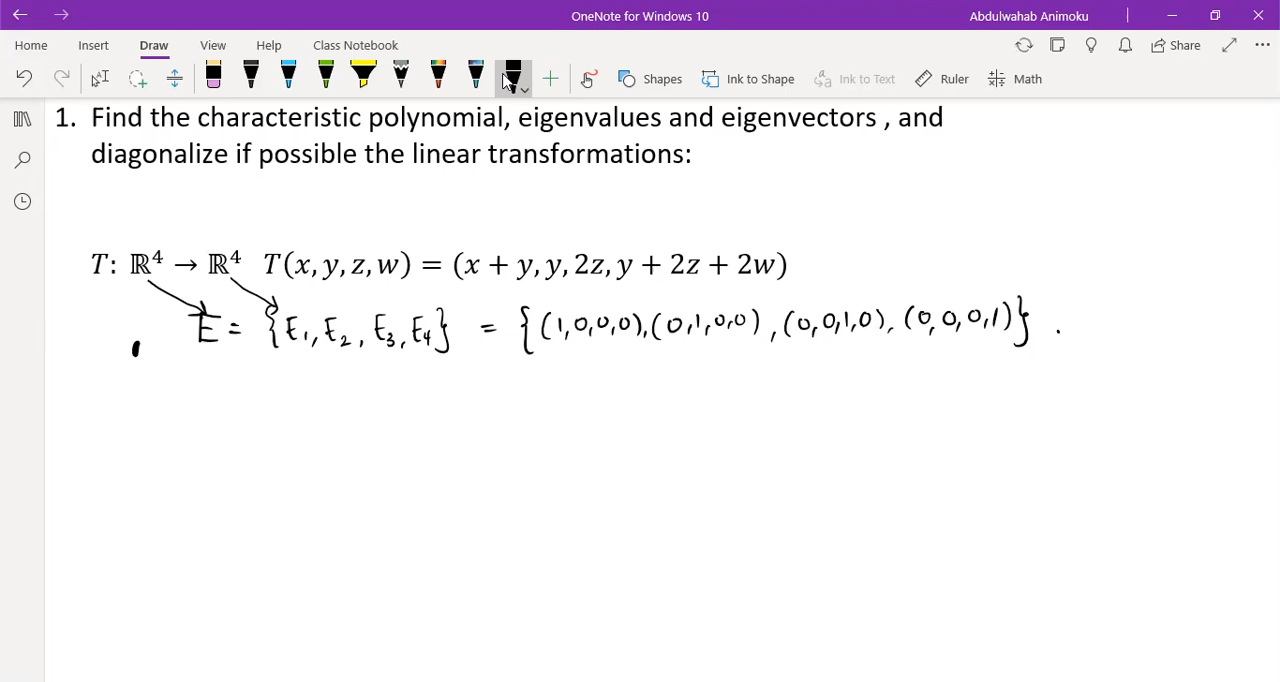 OneNote for Windows 10
Abdulwahab Animoku
Home Insert Draw View Help Class Notebook Share
Shapes Ink to Shape Ink to Text Ruler Math
1. Find the characteristic polynomial, eigenvalues and eigenvectors , and
diagonalize if possible the linear transformations:
T: ℝ⁴ → ℝ⁴ T(x, y, z, w) = (x + y, y, 2z, y + 2z + 2w)
E = {E₁, E₂, E₃, E₄} = {(1,0,0,0),(0,1,0,0),(0,0,1,0),(0,0,0,1)} .